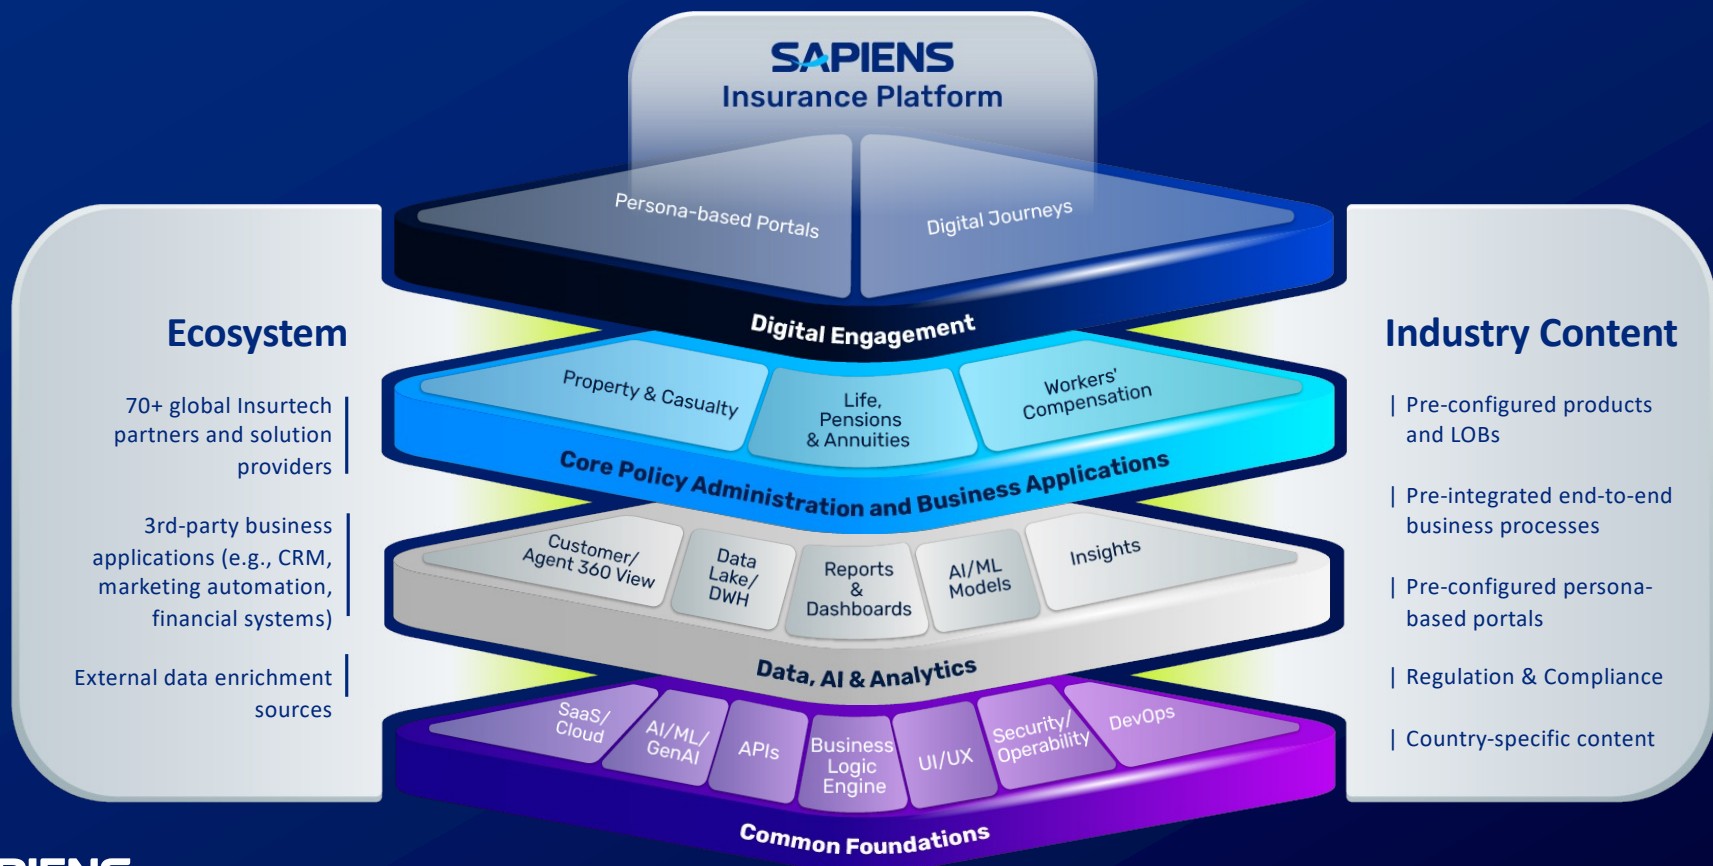 SAPIENS
Insurance Platform
Persona-based Portals
Digital Journeys
Digital Engagement
Ecosystem
70+ global Insurtech
partners and solution
providers
3rd-party business
applications (e.g., CRM,
marketing automation,
financial systems)
External data enrichment
sources
Property & Casualty
Life,
Pensions
& Annuities
Workers'
Compensation
Core Policy Administration and Business Applications
Customer/
Agent 360 View
Data
Lake/
DWH
Reports
&
Dashboards
AI/ML
Models
Insights
Data, AI & Analytics
SaaS/
Cloud
AI/ML/
GenAI
APIs
Business
Logic
Engine
UI/UX
Security/
Operability
DevOps
Common Foundations
Industry Content
| Pre-configured products
and LOBs
| Pre-integrated end-to-end
business processes
| Pre-configured persona-
based portals
| Regulation & Compliance
| Country-specific content